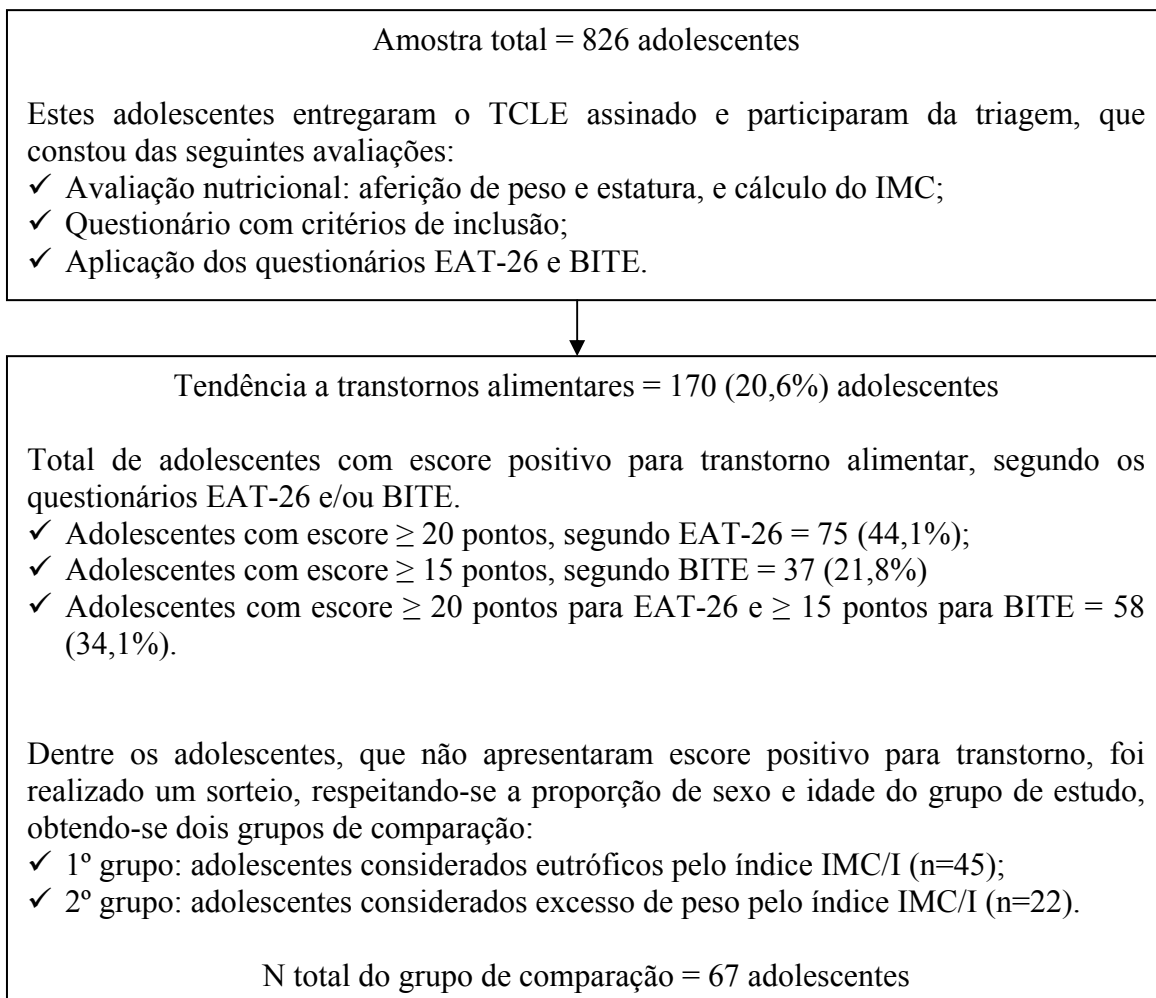 Amostra total = 826 adolescentes
Estes adolescentes entregaram o TCLE assinado e participaram da triagem, que
constou das seguintes avaliações:
✓ Avaliação nutricional: aferição de peso e estatura, e cálculo do IMC;
✓ Questionário com critérios de inclusão;
✓ Aplicação dos questionários EAT-26 e BITE.
Tendência a transtornos alimentares = 170 (20,6%) adolescentes
Total de adolescentes com escore positivo para transtorno alimentar, segundo os
questionários EAT-26 e/ou BITE.
✓ Adolescentes com escore ≥ 20 pontos, segundo EAT-26 = 75 (44,1%);
✓ Adolescentes com escore ≥ 15 pontos, segundo BITE = 37 (21,8%)
✓ Adolescentes com escore ≥ 20 pontos para EAT-26 e ≥ 15 pontos para BITE = 58
(34,1%).
Dentre os adolescentes, que não apresentaram escore positivo para transtorno, foi
realizado um sorteio, respeitando-se a proporção de sexo e idade do grupo de estudo,
obtendo-se dois grupos de comparação:
✓ 1º grupo: adolescentes considerados eutróficos pelo índice IMC/I (n=45);
✓ 2º grupo: adolescentes considerados excesso de peso pelo índice IMC/I (n=22).
N total do grupo de comparação = 67 adolescentes